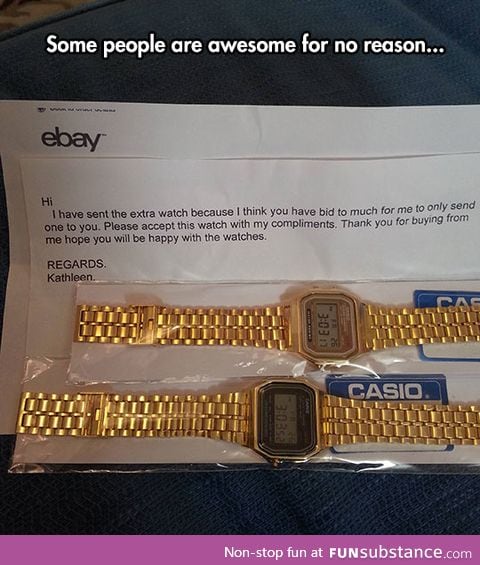 Some people are awesome for no reason...
ebay
Hi
I have sent the extra watch because I think you have bid to much for me to only send
one to you. Please accept this watch with my compliments. Thank you for buying from
me hope you will be happy with the watches.
REGARDS.
Kathleen.
CAS
CASIO
Non-stop fun at FUNsubstance.com